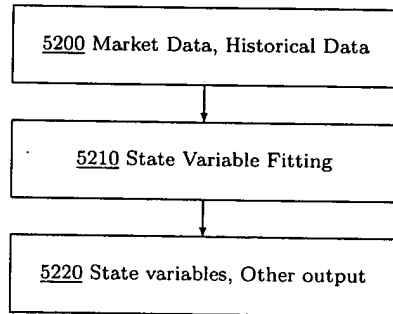 5200 Market Data, Historical Data
5210 State Variable Fitting
5220 State variables, Other output